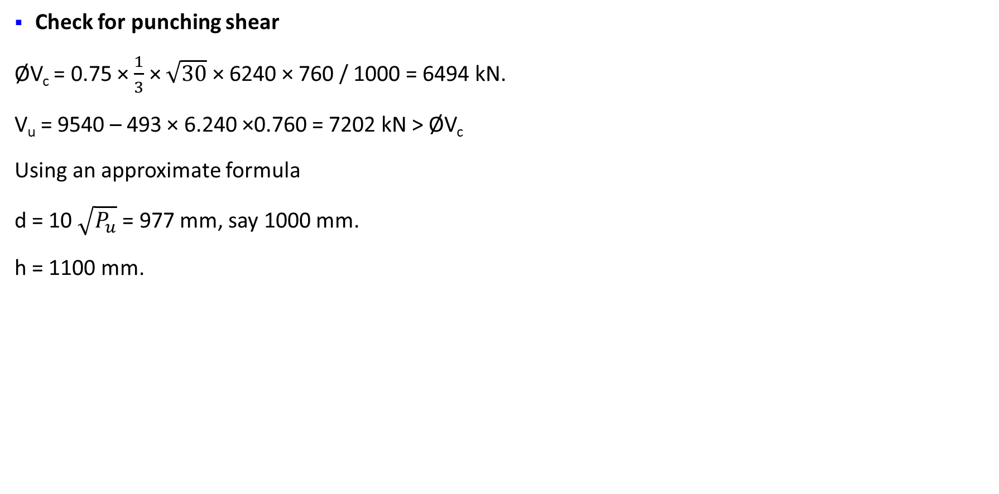 ▪ Check for punching shear
ØVc = 0.75 × 1/3 × √30 × 6240 × 760 / 1000 = 6494 kN.
Vu = 9540 – 493 × 6.240 ×0.760 = 7202 kN > ØVc
Using an approximate formula
d = 10 √Pu = 977 mm, say 1000 mm.
h = 1100 mm.